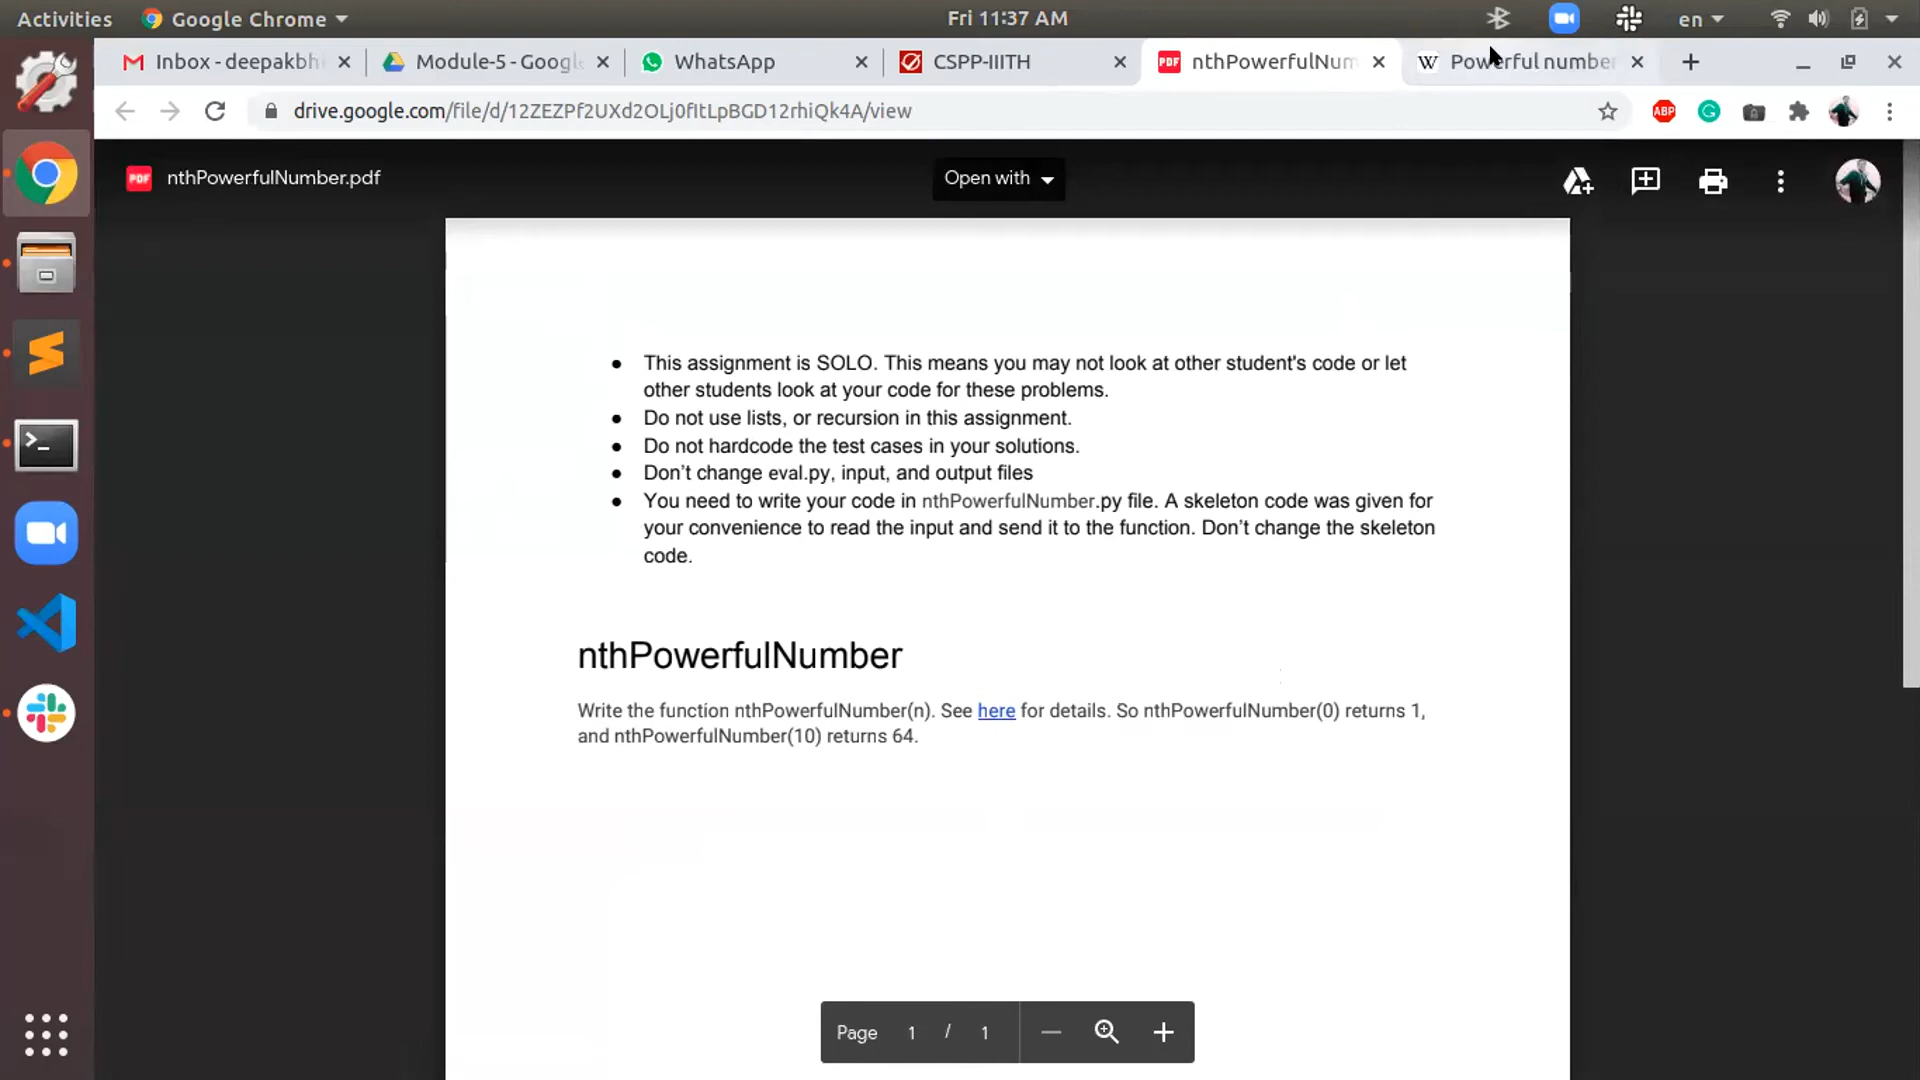 Activities
Google Chrome
Fri 11:37 AM
en
Inbox - deepakbh
Module-5 - Googl
WhatsApp
CSPP-IIITH
nthPowerfulNum
Powerful number
drive.google.com/file/d/12ZEZPf2UXd2OLj0fItLpBGD12rhiQk4A/view
ABP
PDF
nthPowerfulNumber.pdf
Open with
● This assignment is SOLO. This means you may not look at other student's code or let
other students look at your code for these problems.
● Do not use lists, or recursion in this assignment.
● Do not hardcode the test cases in your solutions.
● Don’t change eval.py, input, and output files
● You need to write your code in nthPowerfulNumber.py file. A skeleton code was given for
your convenience to read the input and send it to the function. Don’t change the skeleton
code.
nthPowerfulNumber
Write the function nthPowerfulNumber(n). See here for details. So nthPowerfulNumber(0) returns 1,
and nthPowerfulNumber(10) returns 64.
Page 1 / 1